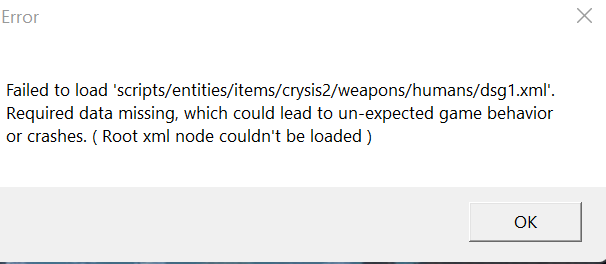 Error
Failed to load 'scripts/entities/items/crysis2/weapons/humans/dsg1.xml'.
Required data missing, which could lead to un-expected game behavior
or crashes. ( Root xml node couldn't be loaded )
OK